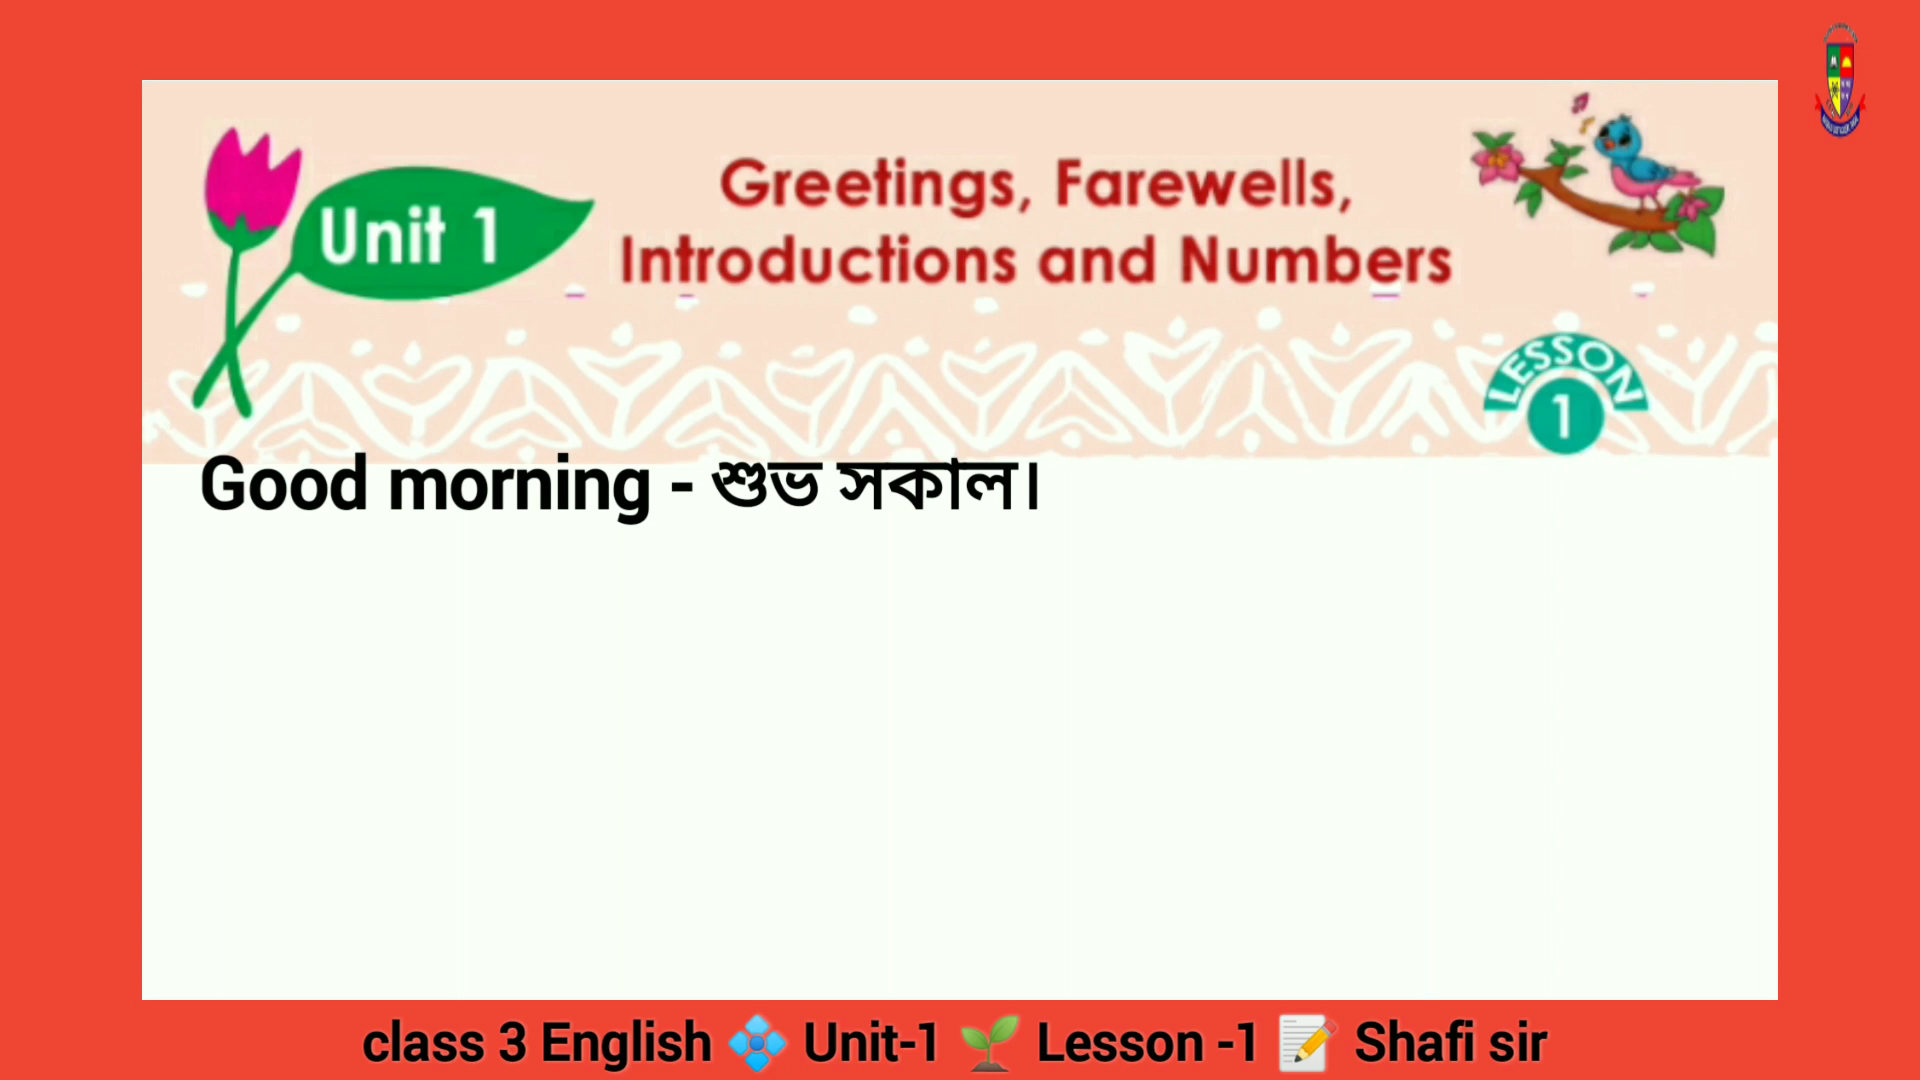 Unit 1
Greetings, Farewells,
Introductions and Numbers
LESSON
1
Good morning - শুভ সকাল।
class 3 English 💠 Unit-1 🌱 Lesson -1 📝 Shafi sir